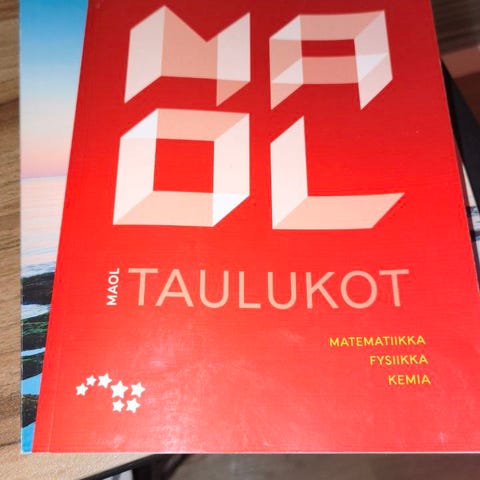 MA
OL
MAOL TAULUKOT
MATEMATIIKKA
FYSIIKKA
KEMIA